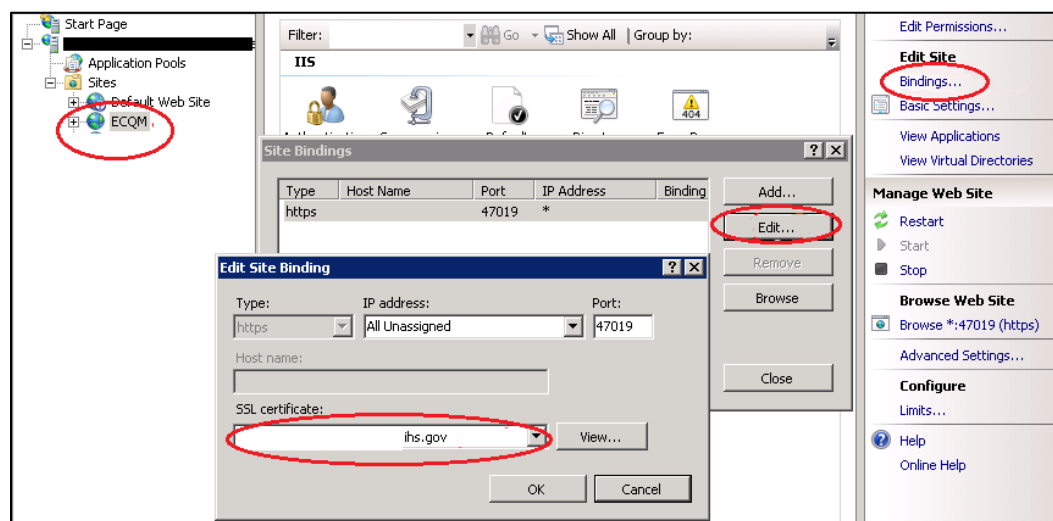 Start Page
Application Pools
Sites
Default Web Site
ECQM
Filter:
Go
Show All
Group by:
IIS
404
Site Bindings
Type Host Name Port IP Address Binding
https 47019 *
Add...
Edit...
Remove
Browse
Close
Edit Site Binding
Type: IP address: Port:
https All Unassigned 47019
Host name:
SSL certificate:
ihs.gov
View...
OK Cancel
Edit Permissions...
Edit Site
Bindings...
Basic Settings...
View Applications
View Virtual Directories
Manage Web Site
Restart
Start
Stop
Browse Web Site
Browse *:47019 (https)
Advanced Settings...
Configure
Limits...
Help
Online Help